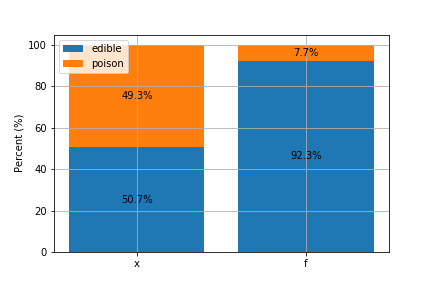 100
edible
poison
7.7%
80
49.3%
60
Percent (%)
92.3%
40
50.7%
20
0
x
f